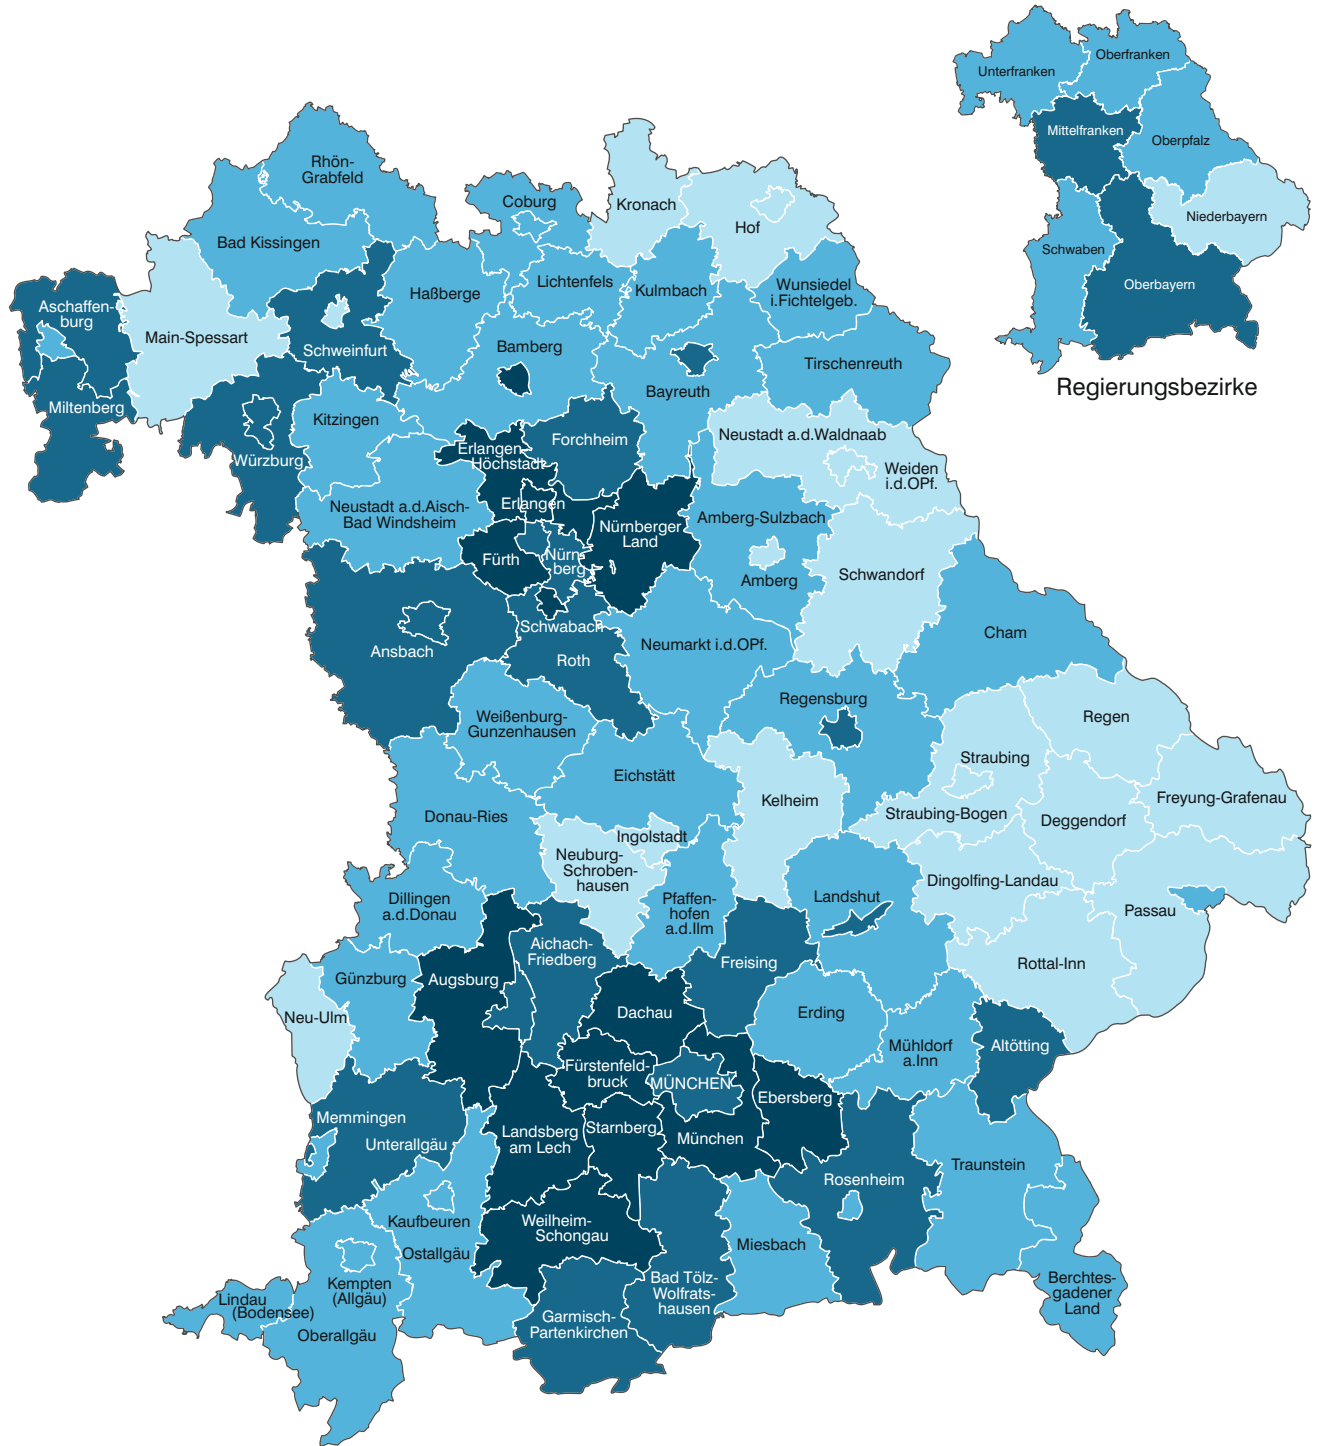 Unterfranken
Oberfranken
Mittelfranken
Oberpfalz
Niederbayern
Schwaben
Oberbayern
Regierungsbezirke
Rhön-
Grabfeld
Bad Kissingen
Coburg
Kronach
Hof
Aschaffen-
burg
Main-Spessart
Schweinfurt
Haßberge
Lichtenfels
Kulmbach
Wunsiedel
i.Fichtelgeb.
Miltenberg
Bamberg
Bayreuth
Tirschenreuth
Kitzingen
Würzburg
Erlangen-
Höchstadt
Forchheim
Neustadt a.d.Waldnaab
Weiden
i.d.OPf.
Neustadt a.d.Aisch-
Bad Windsheim
Erlangen
Nürnberger
Land
Amberg-Sulzbach
Fürth
Nürn-
berg
Amberg
Schwandorf
Ansbach
Schwabach
Roth
Neumarkt i.d.OPf.
Cham
Weißenburg-
Gunzenhausen
Regensburg
Regen
Straubing
Eichstätt
Kelheim
Straubing-Bogen
Deggendorf
Freyung-Grafenau
Donau-Ries
Ingolstadt
Neuburg-
Schroben-
hausen
Dillingen
a.d.Donau
Pfaffen-
hofen
a.d.Ilm
Landshut
Dingolfing-Landau
Passau
Aichach-
Friedberg
Freising
Rottal-Inn
Günzburg
Augsburg
Neu-Ulm
Dachau
Erding
Mühldorf
a.Inn
Altötting
Fürstenfeld-
bruck
MÜNCHEN
Ebersberg
Memmingen
Unterallgäu
Landsberg
am Lech
Starnberg
München
Traunstein
Rosenheim
Kaufbeuren
Ostallgäu
Weilheim-
Schongau
Miesbach
Kempten
(Allgäu)
Lindau
(Bodensee)
Oberallgäu
Bad Tölz-
Wolfrats-
hausen
Garmisch-
Partenkirchen
Berchtes-
gadener
Land